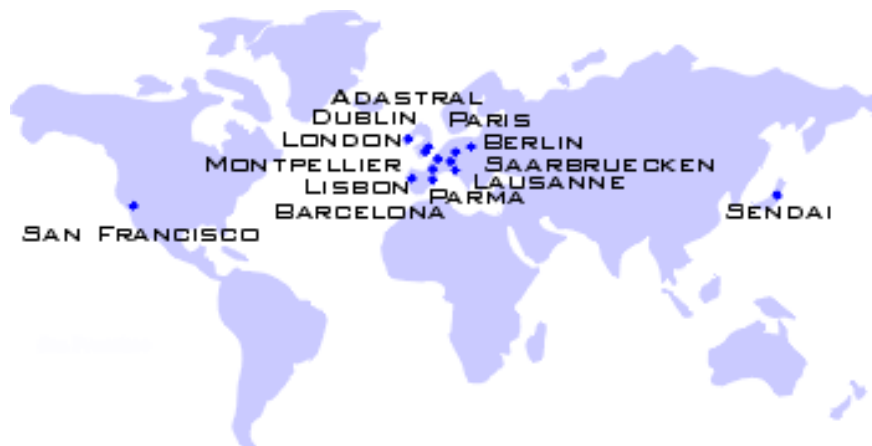 ADASTRAL
DUBLIN PARIS
LONDON BERLIN
MONTPELLIER SAARBRUECKEN
LISBON LAUSANNE
PARMA
BARCELONA SENDAI
SAN FRANCISCO